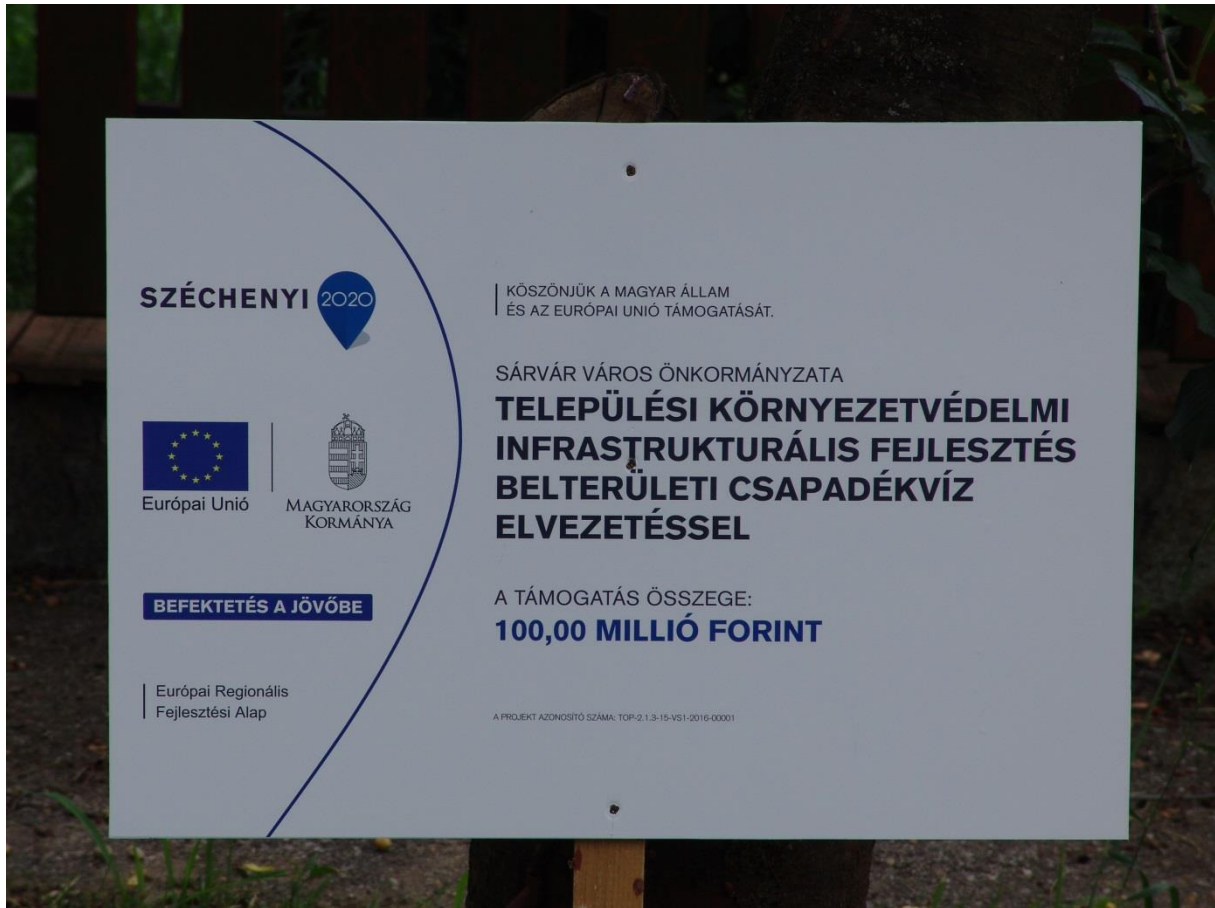 SZÉCHENYI 2020
Európai Unió
MAGYARORSZÁG
KORMÁNYA
BEFEKTETÉS A JÖVŐBE
Európai Regionális
Fejlesztési Alap
KÖSZÖNJÜK A MAGYAR ÁLLAM
ÉS AZ EURÓPAI UNIÓ TÁMOGATÁSÁT.
SÁRVÁR VÁROS ÖNKORMÁNYZATA
TELEPÜLÉSI KÖRNYEZETVÉDELMI
INFRASTRUKTURÁLIS FEJLESZTÉS
BELTERÜLETI CSAPADÉKVÍZ
ELVEZETÉSSEL
A TÁMOGATÁS ÖSSZEGE:
100,00 MILLIÓ FORINT
A PROJEKT AZONOSÍTÓ SZÁMA: TOP-2.1.3-15-VS1-2016-00001